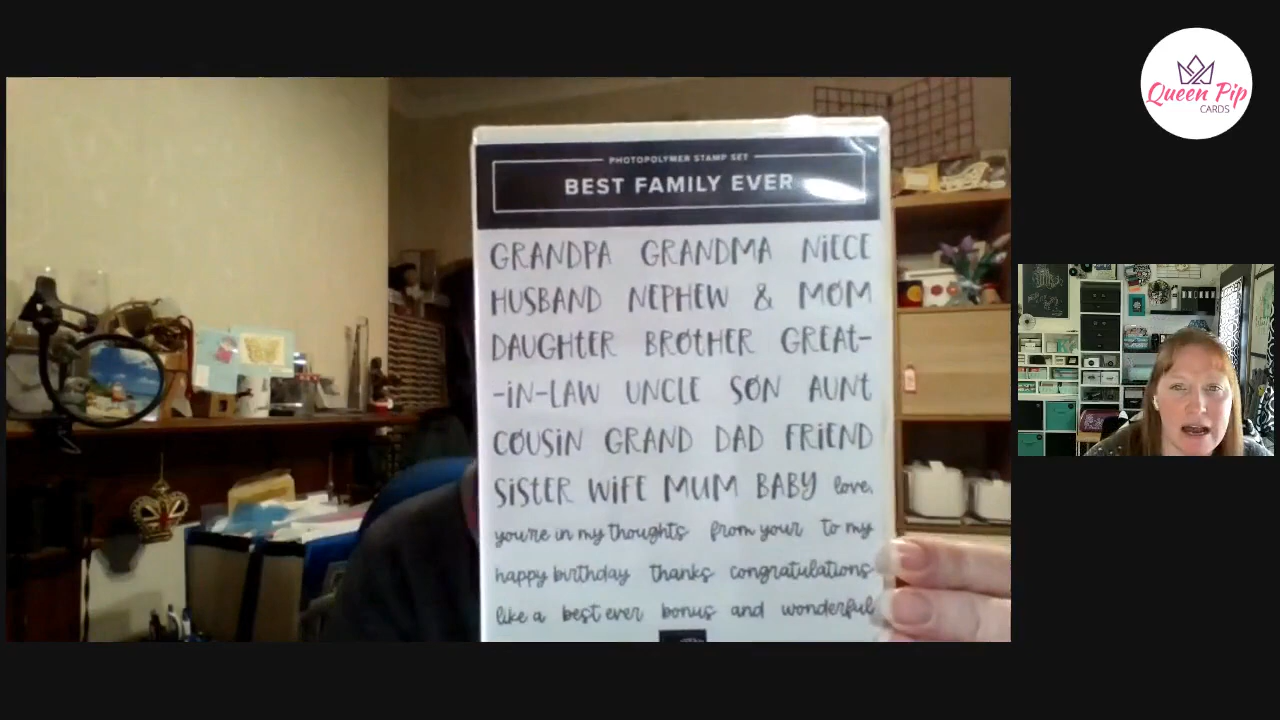 Queen Pip
CARDS
PHOTOPOLYMER STAMP SET
BEST FAMILY EVER
GRANDPA GRANDMA NIECE
HUSBAND NEPHEW & MOM
DAUGHTER BROTHER GREAT-
-IN-LAW UNCLE SON AUNT
COUSIN GRAND DAD FRIEND
SISTER WIFE MUM BABY love,
you're in my thoughts from your to my
happy birthday thanks congratulations
like a best ever bonus and wonderful